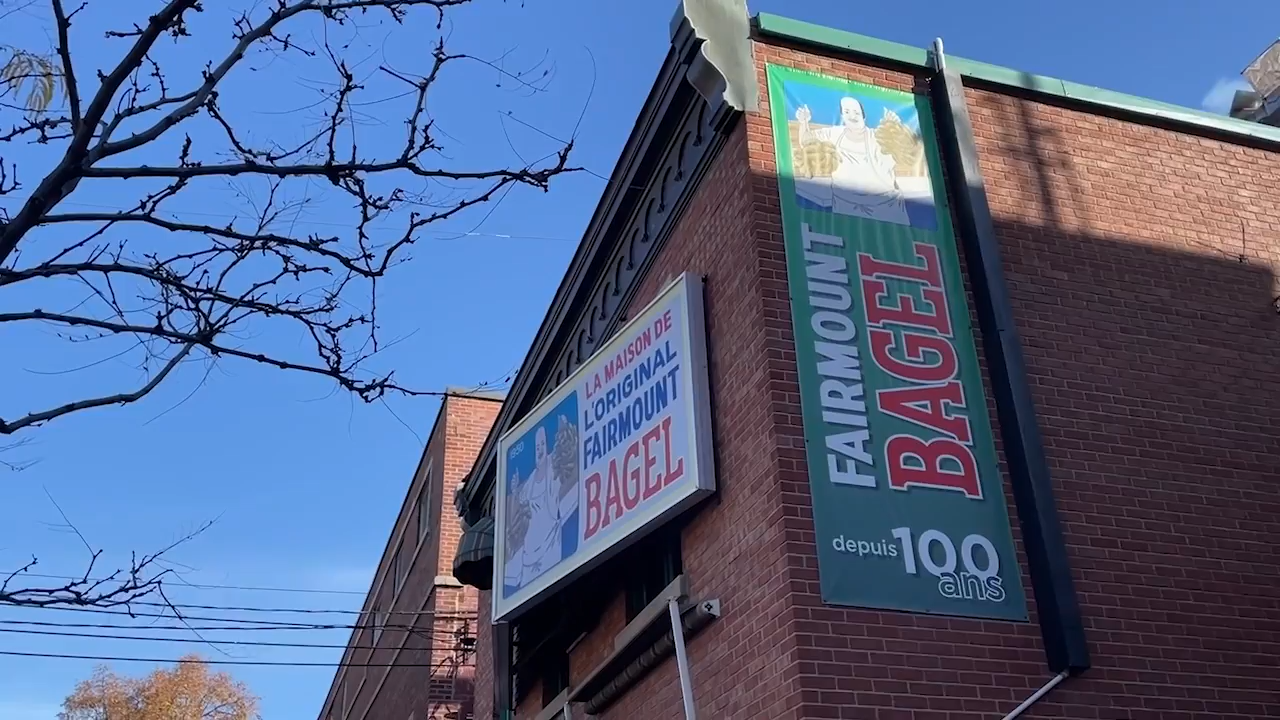 LA MAISON DE
L'ORIGINAL
FAIRMOUNT
BAGEL
FAIRMOUNT
BAGEL
depuis 100
ans